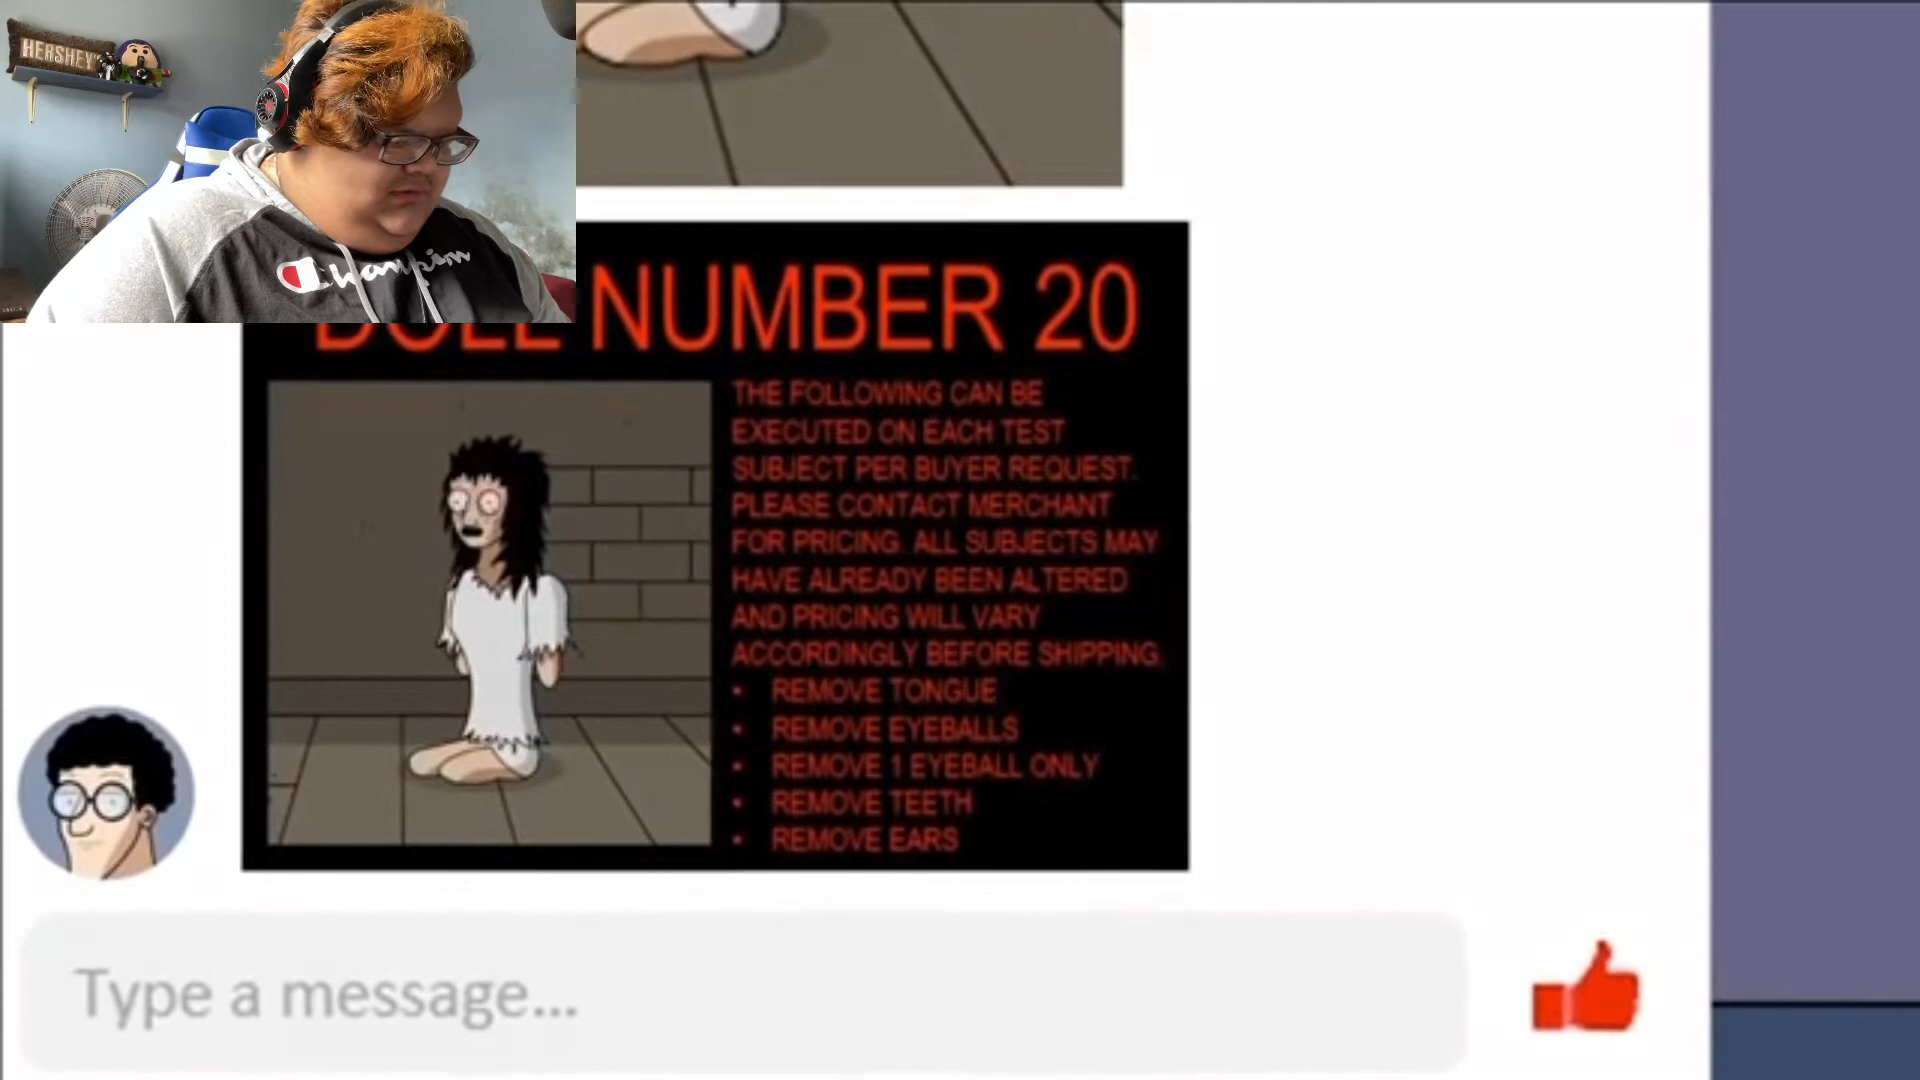 HERSHEY'S
Champion
DOLL NUMBER 20
THE FOLLOWING CAN BE
EXECUTED ON EACH TEST
SUBJECT PER BUYER REQUEST.
PLEASE CONTACT MERCHANT
FOR PRICING. ALL SUBJECTS MAY
HAVE ALREADY BEEN ALTERED
AND PRICING WILL VARY
ACCORDINGLY BEFORE SHIPPING.
• REMOVE TONGUE
• REMOVE EYEBALLS
• REMOVE 1 EYEBALL ONLY
• REMOVE TEETH
• REMOVE EARS
Type a message...